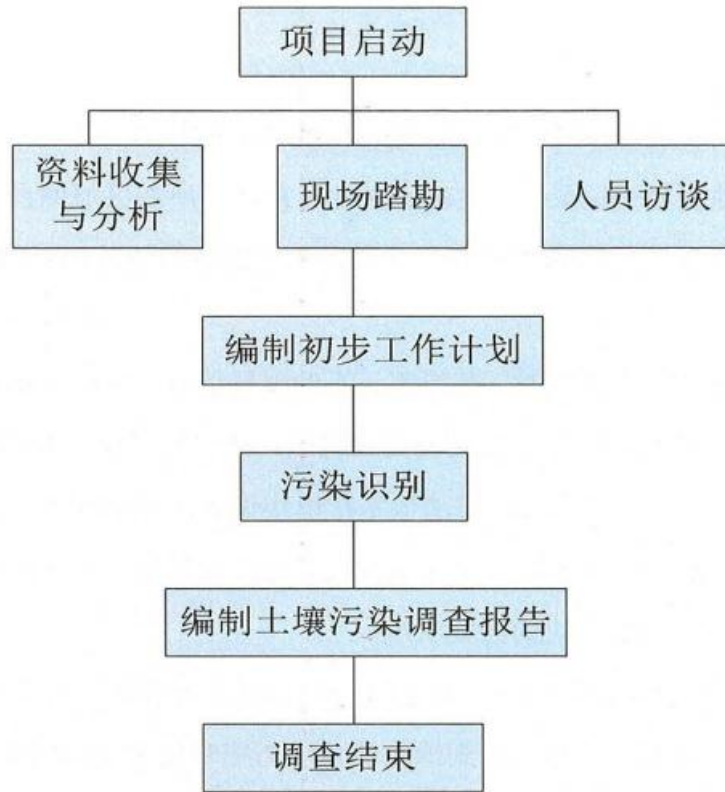 项目启动
资料收集
与分析
现场踏勘
人员访谈
编制初步工作计划
污染识别
编制土壤污染调查报告
调查结束